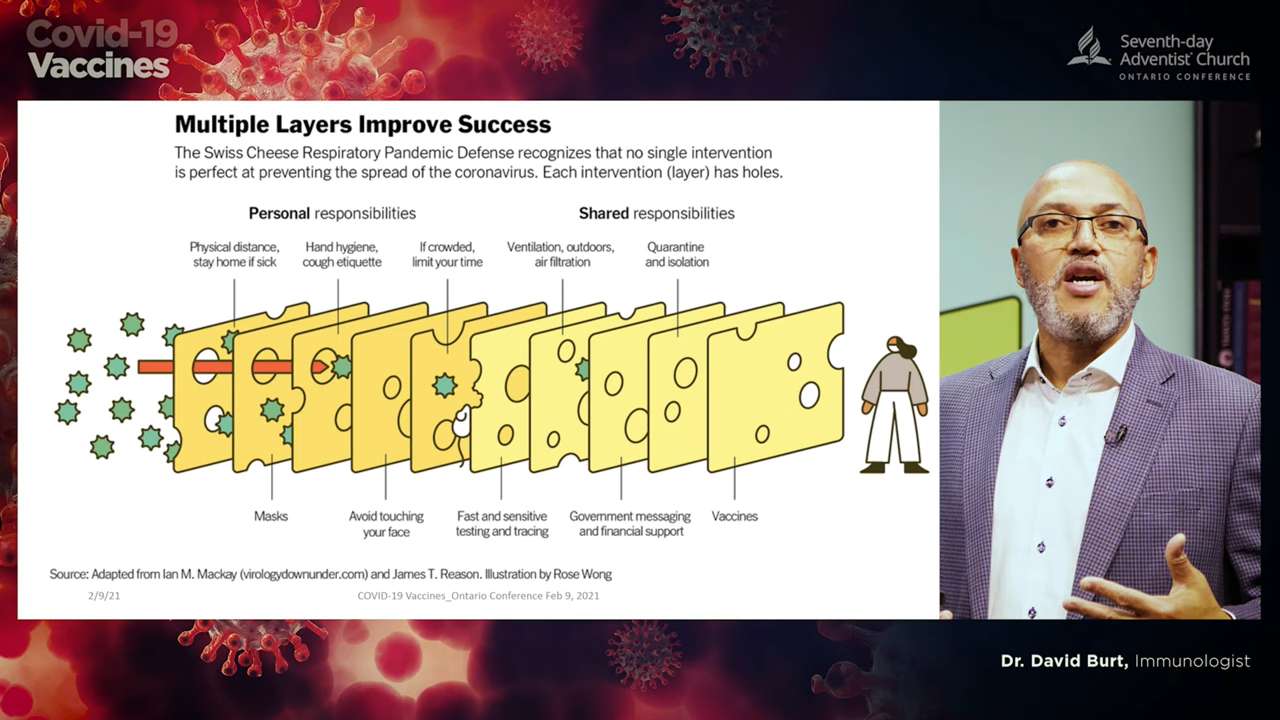 Covid-19
Vaccines
Seventh-day
Adventist Church
ONTARIO CONFERENCE
Multiple Layers Improve Success
The Swiss Cheese Respiratory Pandemic Defense recognizes that no single intervention
is perfect at preventing the spread of the coronavirus. Each intervention (layer) has holes.
Personal responsibilities
Shared responsibilities
Physical distance,
stay home if sick
Hand hygiene,
cough etiquette
If crowded,
limit your time
Ventilation, outdoors,
air filtration
Quarantine
and isolation
Masks
Avoid touching
your face
Fast and sensitive
testing and tracing
Government messaging
and financial support
Vaccines
Source: Adapted from Ian M. Mackay (virologydownunder.com) and James T. Reason. Illustration by Rose Wong
2/9/21
COVID-19 Vaccines_Ontario Conference Feb 9, 2021
Dr. David Burt, Immunologist